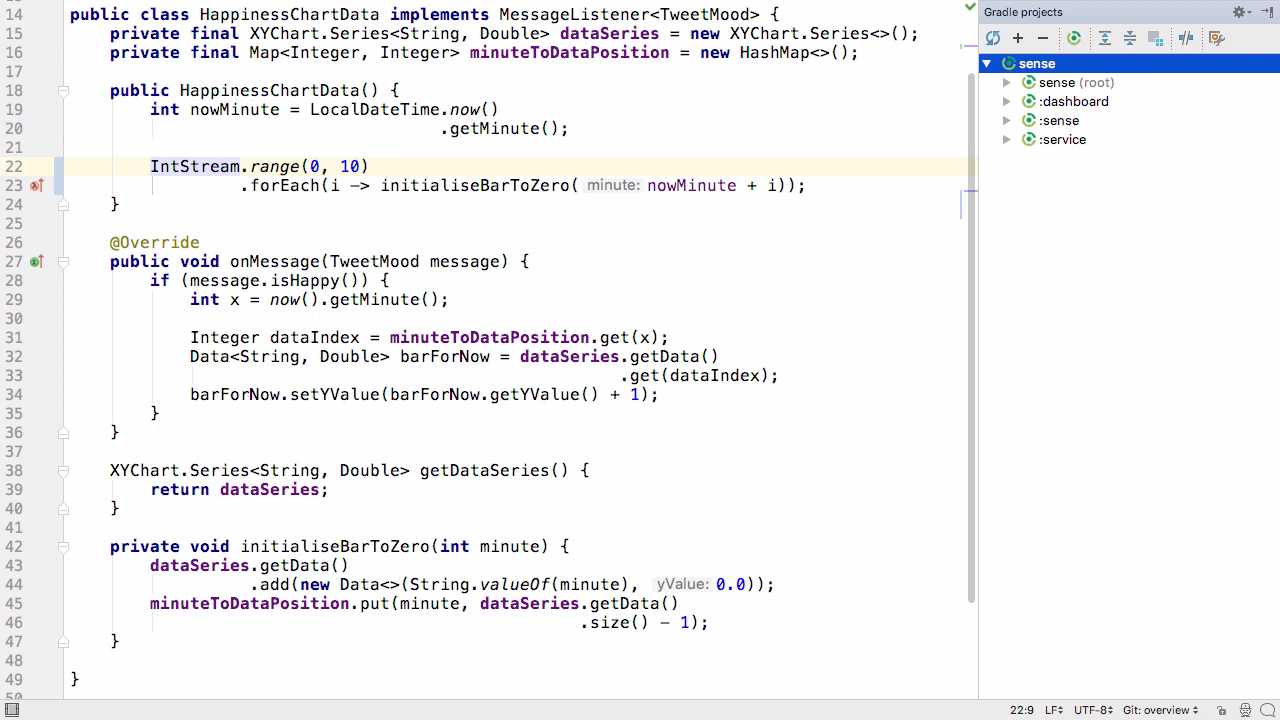 14 public class HappinessChartData implements MessageListener<TweetMood> {
15 private final XYChart.Series<String, Double> dataSeries = new XYChart.Series<>();
16 private final Map<Integer, Integer> minuteToDataPosition = new HashMap<>();
17
18 public HappinessChartData() {
19 int nowMinute = LocalDateTime.now()
20 .getMinute();
21
22 IntStream.range(0, 10)
23 .forEach(i -> initialiseBarToZero( minute: nowMinute + i));
24 }
25
26 @Override
27 public void onMessage(TweetMood message) {
28 if (message.isHappy()) {
29 int x = now().getMinute();
30
31 Integer dataIndex = minuteToDataPosition.get(x);
32 Data<String, Double> barForNow = dataSeries.getData()
33 .get(dataIndex);
34 barForNow.setYValue(barForNow.getYValue() + 1);
35 }
36 }
37
38 XYChart.Series<String, Double> getDataSeries() {
39 return dataSeries;
40 }
41
42 private void initialiseBarToZero(int minute) {
43 dataSeries.getData()
44 .add(new Data<>(String.valueOf(minute), yValue: 0.0));
45 minuteToDataPosition.put(minute, dataSeries.getData()
46 .size() - 1);
47 }
48
49 }
50
Gradle projects
sense
sense (root)
:dashboard
:sense
:service
22:9 LF UTF-8 Git: overview